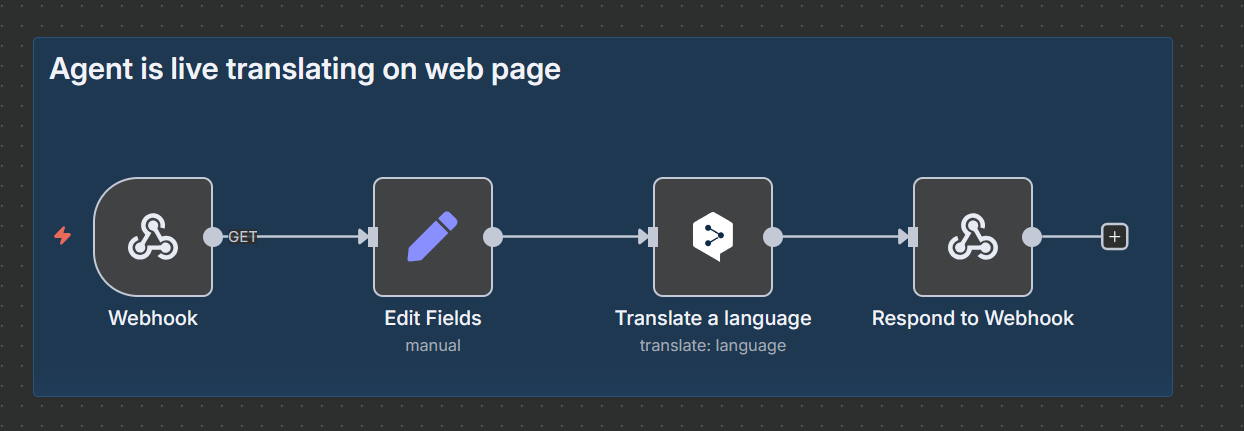 Agent is live translating on web page
GET
Webhook
Edit Fields
Translate a language
Respond to Webhook
manual
translate: language